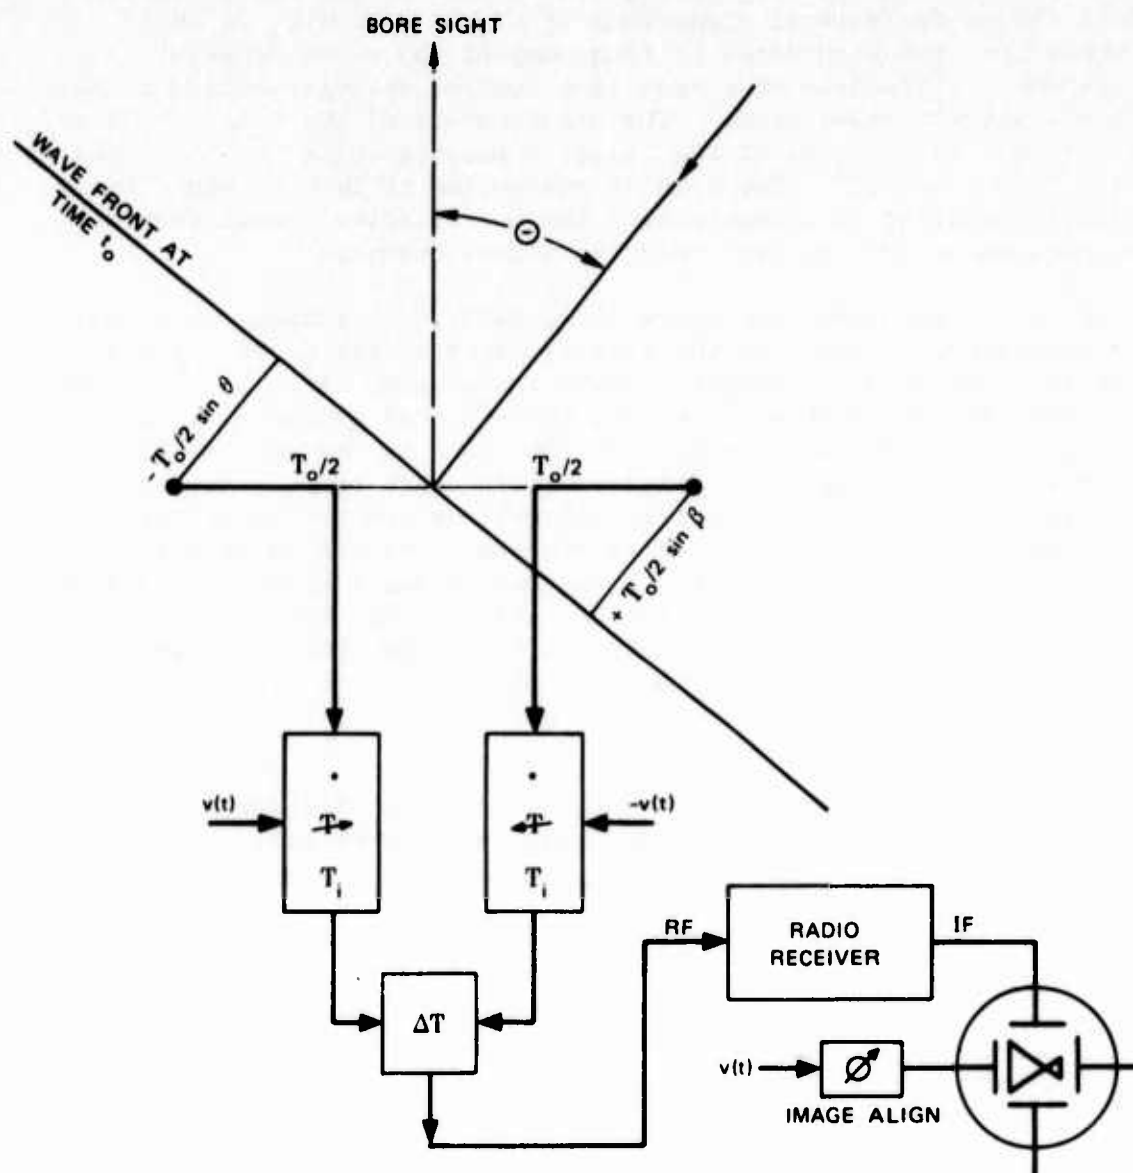 BORE SIGHT
WAVE FRONT AT
TIME t₀
Θ
- T₀/2 sin θ
T₀/2
T₀/2
+ T₀/2 sin β
v(t)
T
Tᵢ
T
Tᵢ
-v(t)
ΔT
RF
RADIO
RECEIVER
IF
v(t)
Ø
IMAGE ALIGN